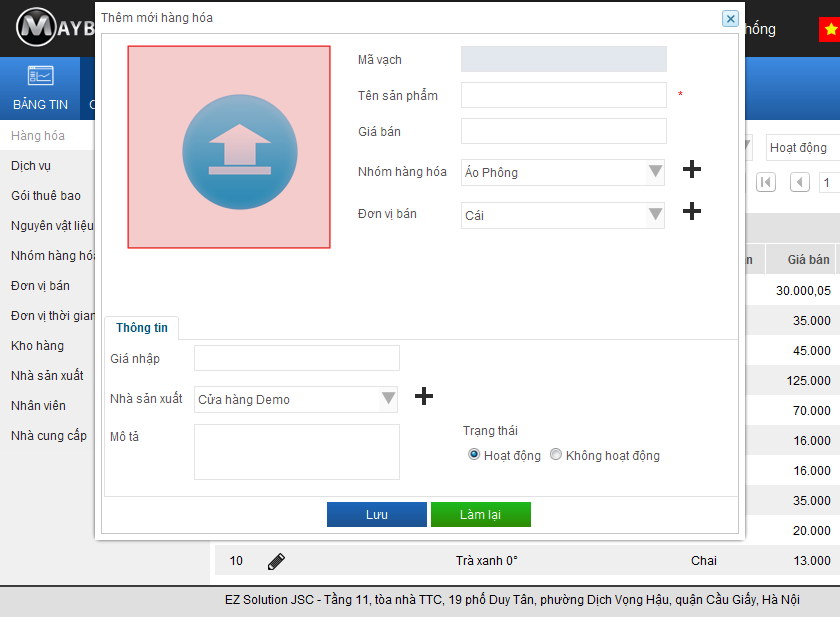 MAYB
Thêm mới hàng hóa
hống
BẢNG TIN
Hàng hóa
Dịch vụ
Gói thuê bao
Nguyên vật liệu
Nhóm hàng hóa
Đơn vị bán
Đơn vị thời gian
Kho hàng
Nhà sản xuất
Nhân viên
Nhà cung cấp
Mã vạch
Tên sản phẩm *
Giá bán
Nhóm hàng hóa Áo Phông
Đơn vị bán Cái
Thông tin
Giá nhập
Nhà sản xuất Cửa hàng Demo
Mô tả
Trạng thái
Hoạt động Không hoạt động
Lưu Làm lại
Hoạt động
1
n Giá bán
30.000,05
35.000
45.000
125.000
70.000
16.000
16.000
35.000
20.000
10 Trà xanh 0° Chai 13.000
EZ Solution JSC - Tầng 11, tòa nhà TTC, 19 phố Duy Tân, phường Dịch Vọng Hậu, quận Cầu Giấy, Hà Nội